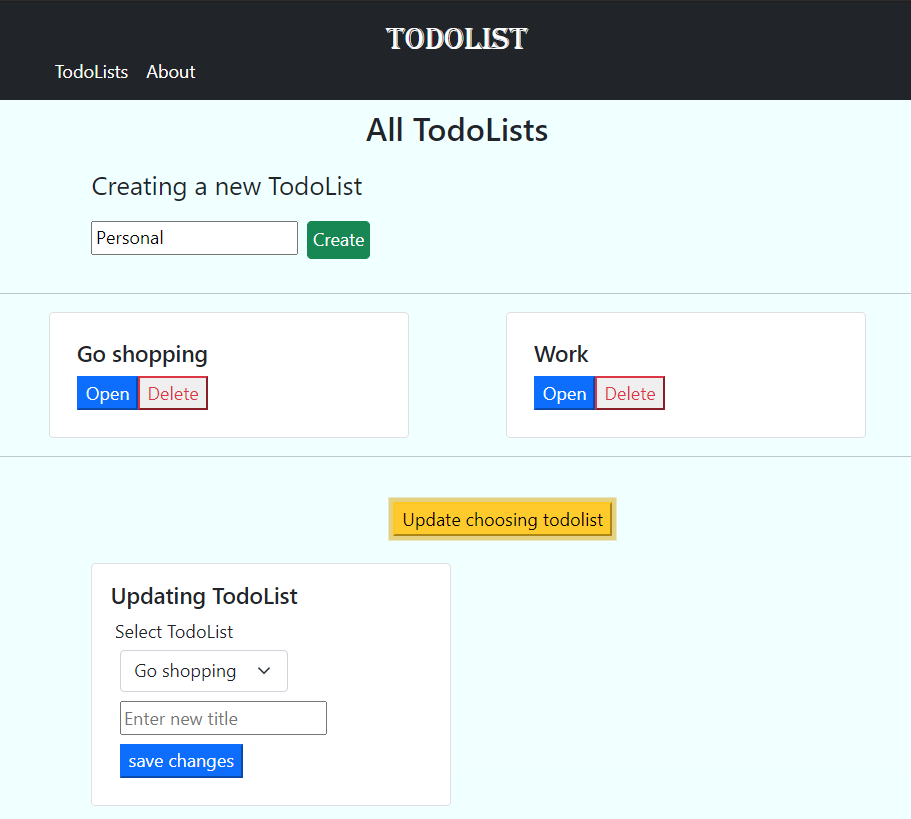 TODOLIST
TodoLists About
All TodoLists
Creating a new TodoList
Personal Create
Go shopping
Open Delete
Work
Open Delete
Update choosing todolist
Updating TodoList
Select TodoList
Go shopping
Enter new title
save changes